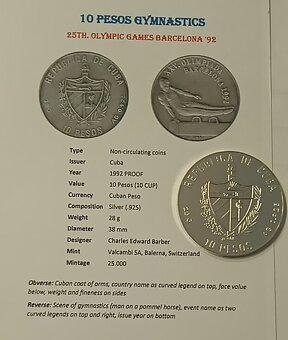 10 PESOS GYMNASTICS
25TH. OLYMPIC GAMES BARCELONA '92
REPUBLICA DE CUBA
10 PESOS
XXV OLIMPIADA
BARCELONA 1992
Type Non-circulating coins
Issuer Cuba
Year 1992 PROOF
Value 10 Pesos (10 CUP)
Currency Cuban Peso
Composition Silver (.925)
Weight 28 g
Diameter 38 mm
Designer Charles Edward Barber
Mint Valcambi SA, Balerna, Switzerland
Mintage 25.000
REPUBLICA DE CUBA
10 PESOS
Obverse: Cuban coat of arms, country name as curved legend on top, face value
below, weight and fineness on sides
Reverse: Scene of gymnastics (man on a pommel horse), event name as two
curved legends on top and right, issue year on bottom